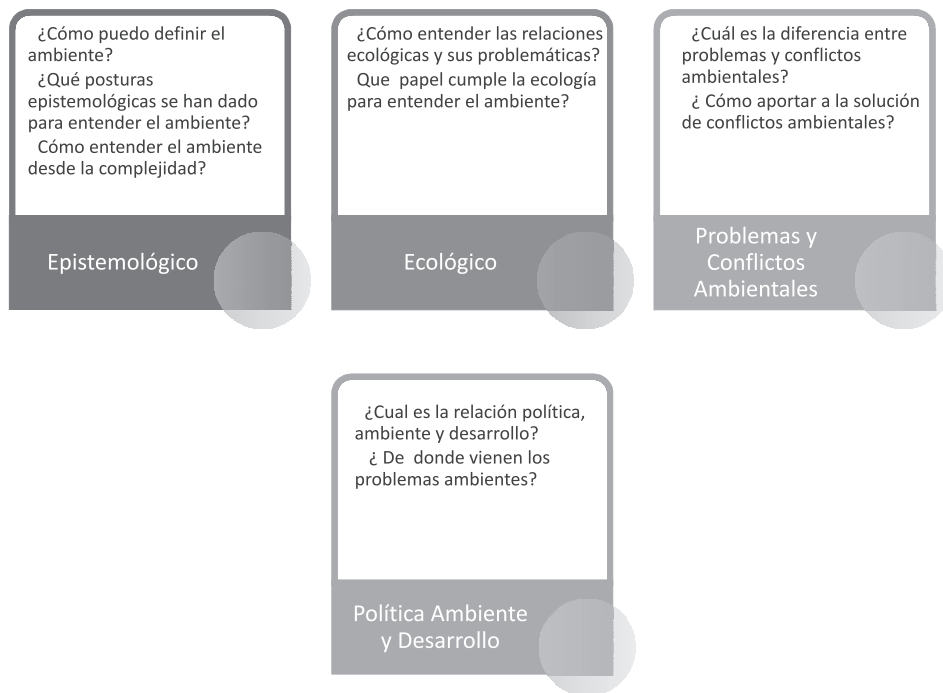 ¿Cómo puedo definir el
ambiente?
¿Qué posturas
epistemológicas se han dado
para entender el ambiente?
Cómo entender el ambiente
desde la complejidad?
Epistemológico
¿Cómo entender las relaciones
ecológicas y sus problemáticas?
Que papel cumple la ecología
para entender el ambiente?
Ecológico
¿Cuál es la diferencia entre
problemas y conflictos
ambientales?
¿ Cómo aportar a la solución
de conflictos ambientales?
Problemas y
Conflictos
Ambientales
¿Cual es la relación política,
ambiente y desarrollo?
¿ De donde vienen los
problemas ambientes?
Política Ambiente
y Desarrollo